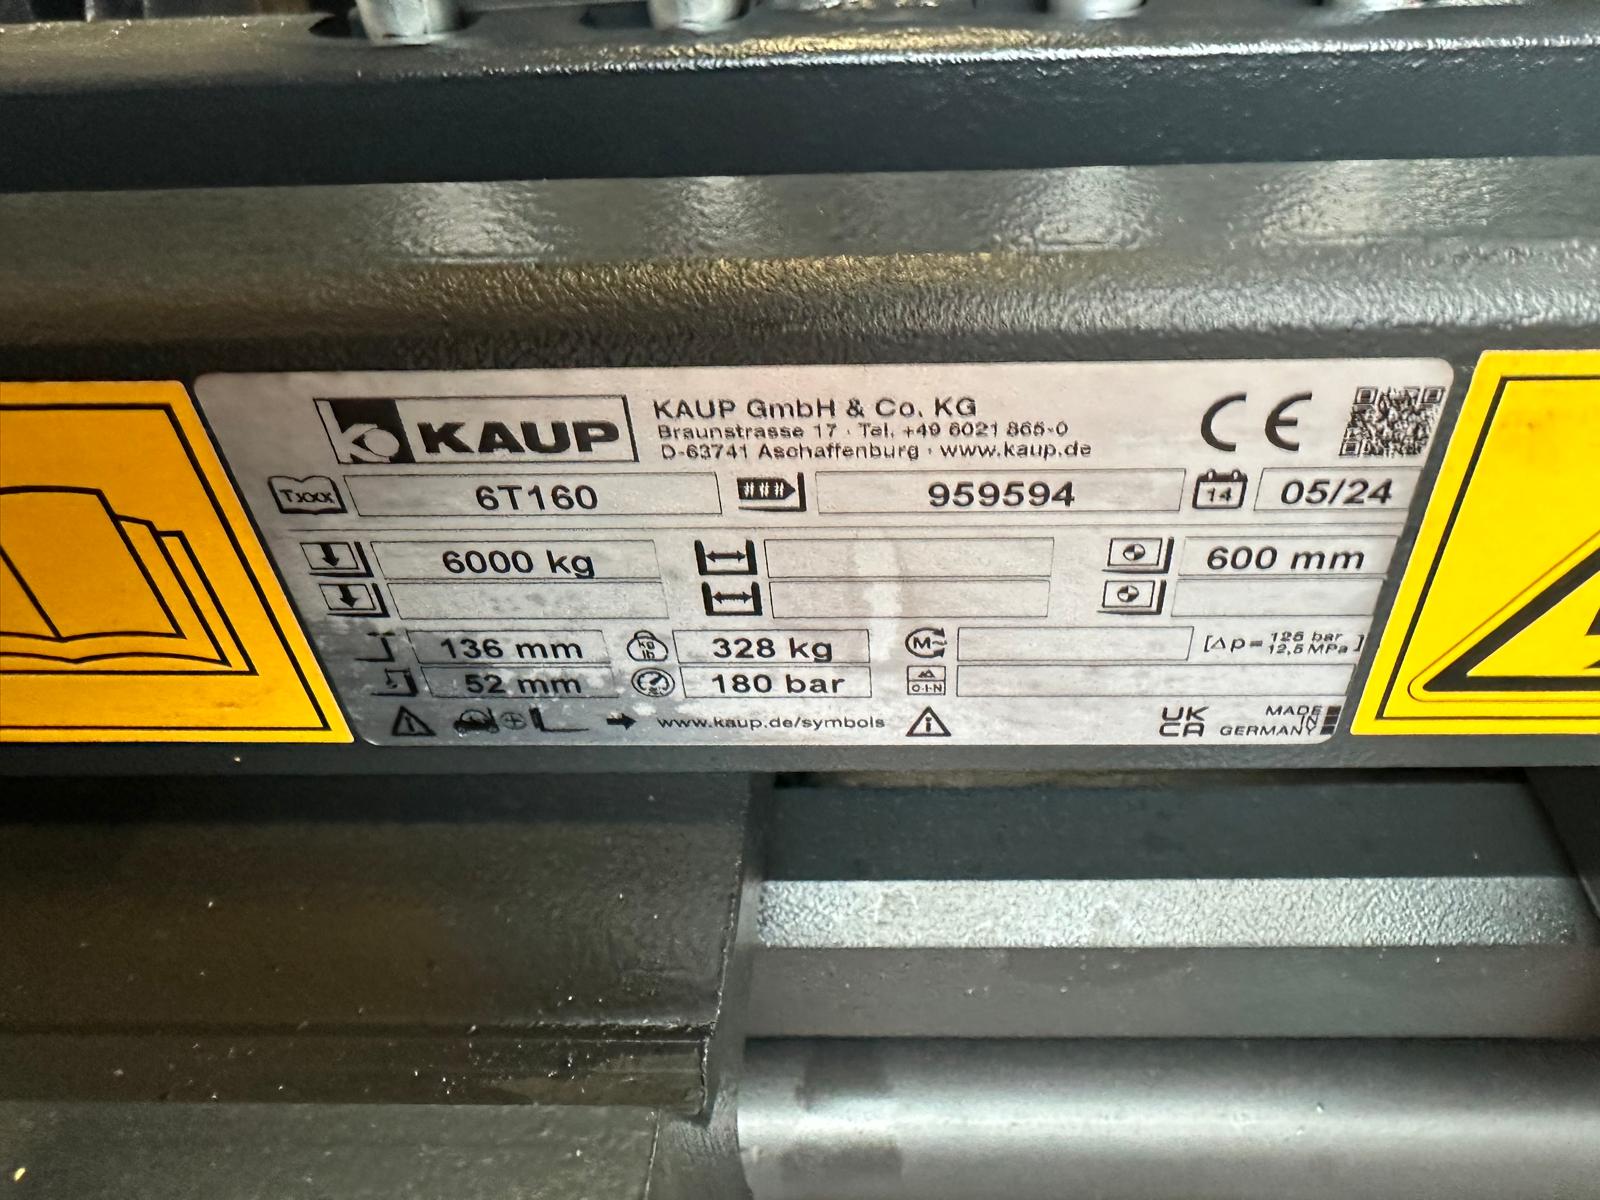 KAUP
KAUP GmbH & Co. KG
Braunstrasse 17 · Tel. +49 6021 865-0
D-63741 Aschaffenburg · www.kaup.de
CE
Txxx 6T160 ### 959594 14 05/24
6000 kg 600 mm
136 mm kg lb 328 kg M~ [Δp= 125 bar 12,5 MPa]
52 mm 180 bar O-I-N
www.kaup.de/symbols
UK CA
MADE IN GERMANY